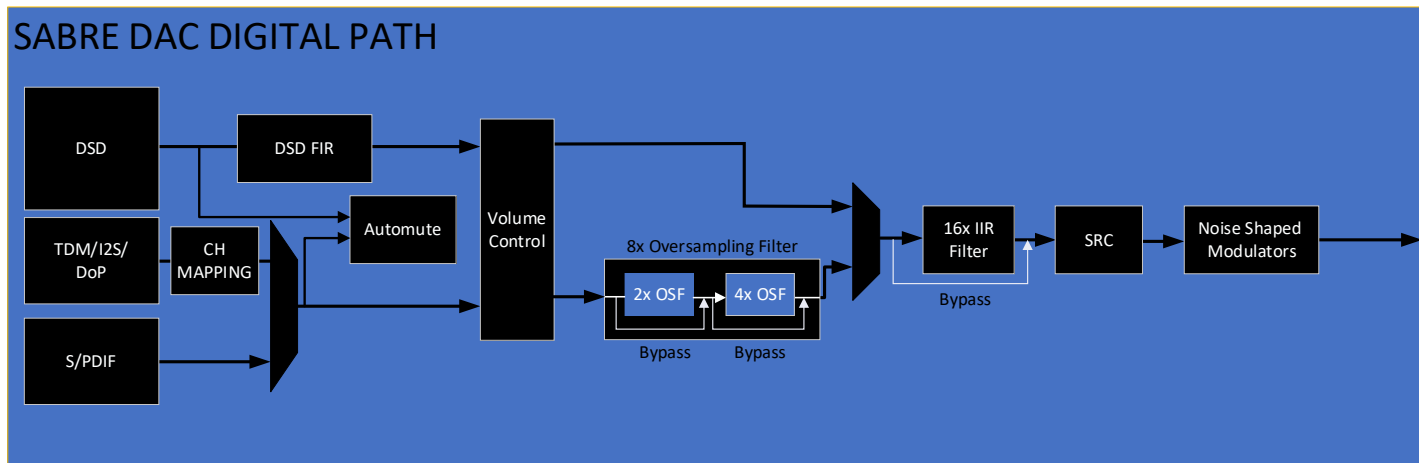 SABRE DAC DIGITAL PATH
DSD
DSD FIR
TDM/I2S/
DoP
CH
MAPPING
Automute
S/PDIF
Volume
Control
8x Oversampling Filter
2x OSF
4x OSF
Bypass
Bypass
16x IIR
Filter
Bypass
SRC
Noise Shaped
Modulators